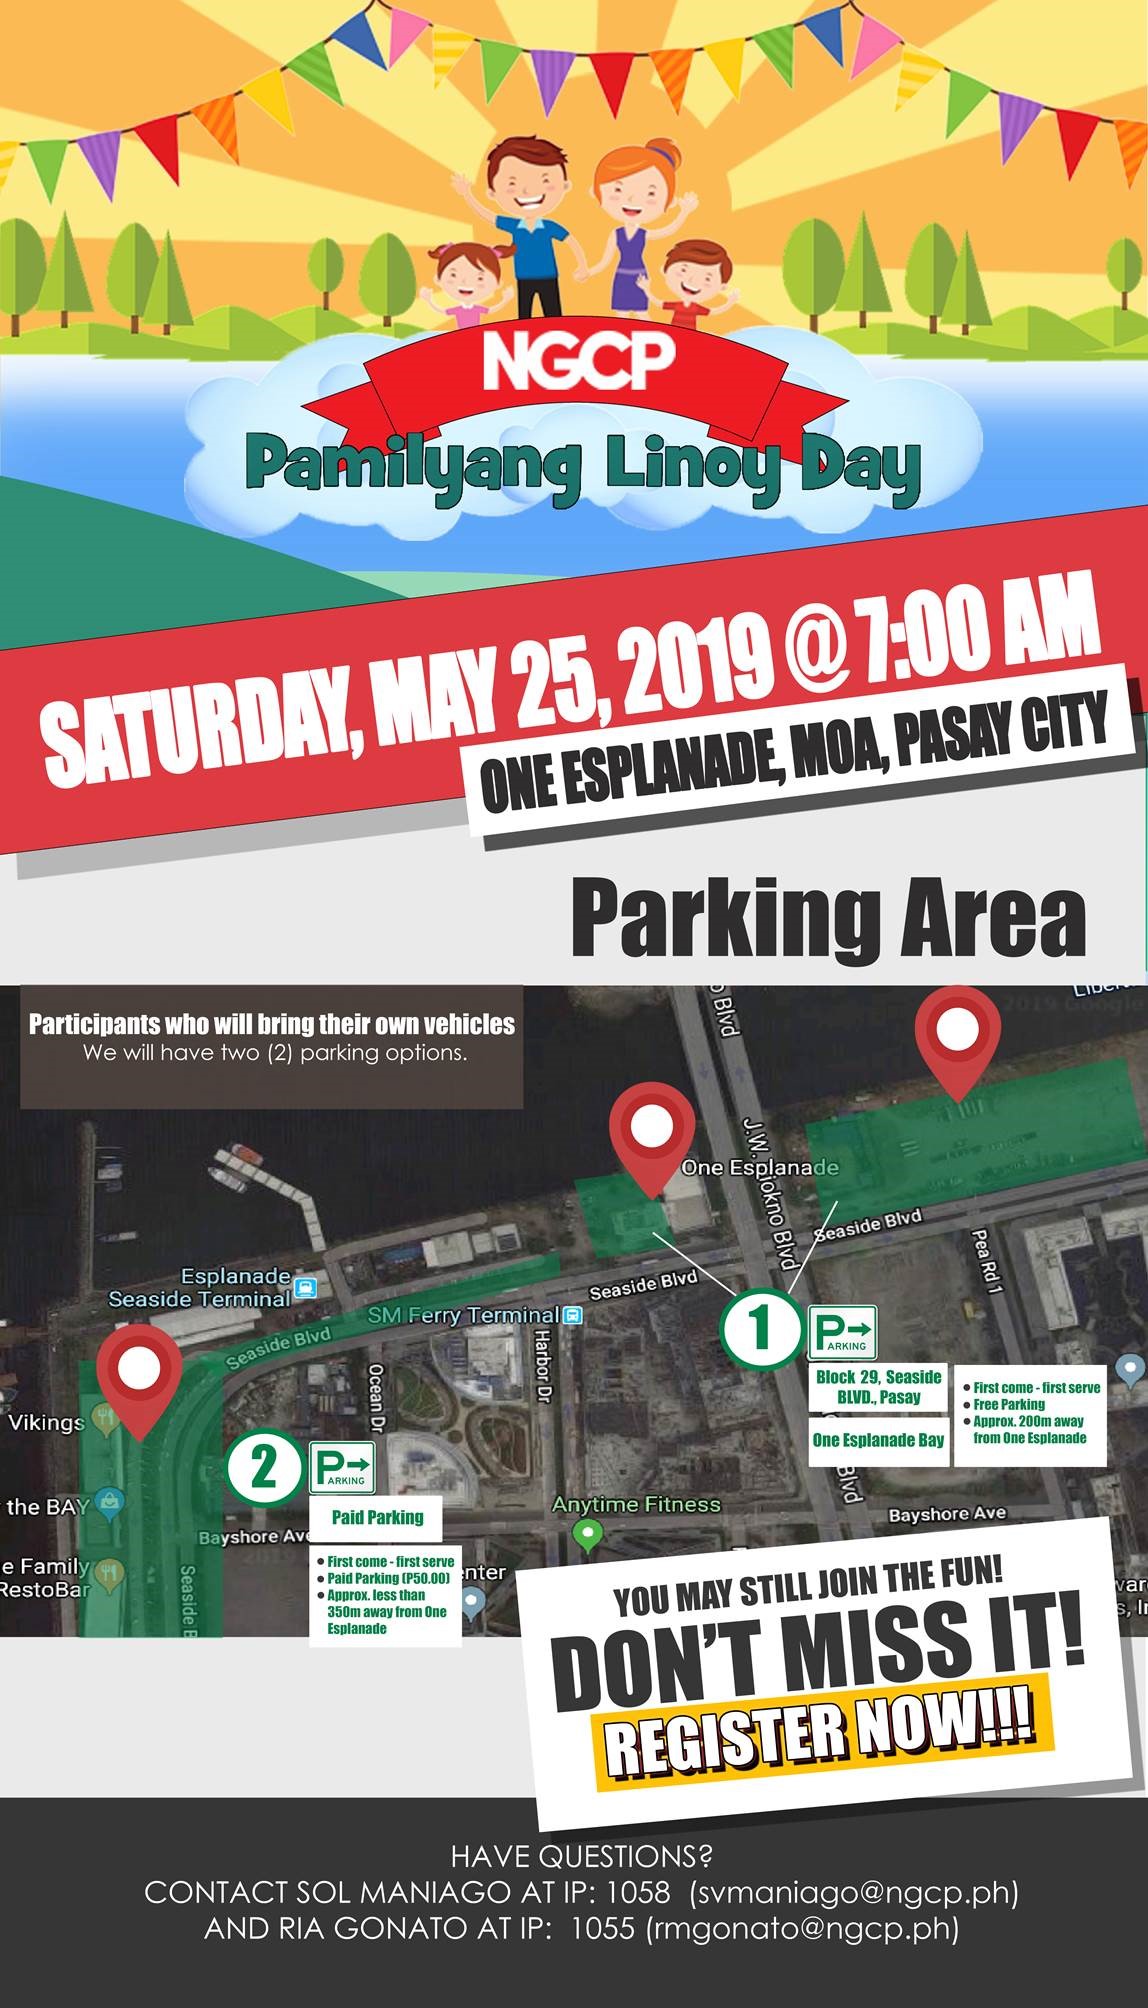 NGCP
Pamilyang Linoy Day
SATURDAY, MAY 25, 2019 @ 7:00 AM
ONE ESPLANADE, MOA, PASAY CITY
Parking Area
Participants who will bring their own vehicles
We will have two (2) parking options.
o Blvd
2019 Google
One Esplanade
J.W. Diokno Blvd
Seaside Blvd
Pea Rd 1
Esplanade
Seaside Terminal
SM Ferry Terminal
Seaside Blvd
Seaside Blvd
Harbor Dr
Ocean Dr
1
P
ARKING
Block 29, Seaside
BLVD., Pasay
One Esplanade Bay
• First come - first serve
• Free Parking
• Approx. 200m away
from One Esplanade
Blvd
Vikings
2
P
ARKING
Paid Parking
• First come - first serve
• Paid Parking (P50.00)
• Approx. less than
350m away from One
Esplanade
the BAY
Bayshore Ave
Anytime Fitness
Bayshore Ave
e Family
RestoBar
Seaside B
enter
YOU MAY STILL JOIN THE FUN!
DON'T MISS IT!
REGISTER NOW!!!
HAVE QUESTIONS?
CONTACT SOL MANIAGO AT IP: 1058 (svmaniago@ngcp.ph)
AND RIA GONATO AT IP: 1055 (rmgonato@ngcp.ph)